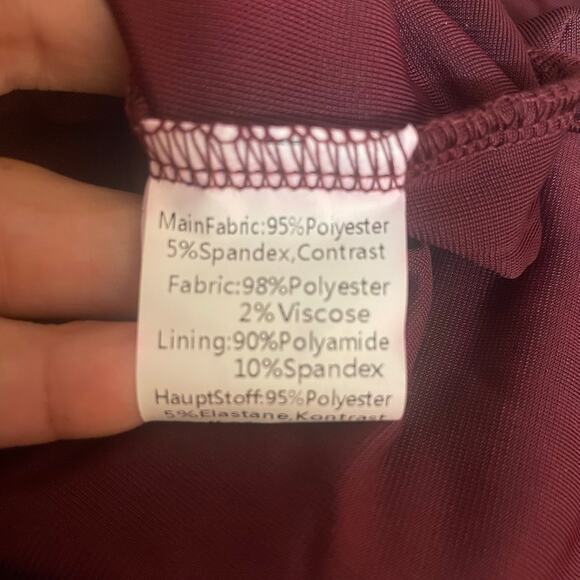 MainFabric:95%Polyester
5%Spandex,Contrast
Fabric:98%Polyester
2%Viscose
Lining:90%Polyamide
10%Spandex
HauptStoff:95%Polyester
5%Elastane,Kontrast